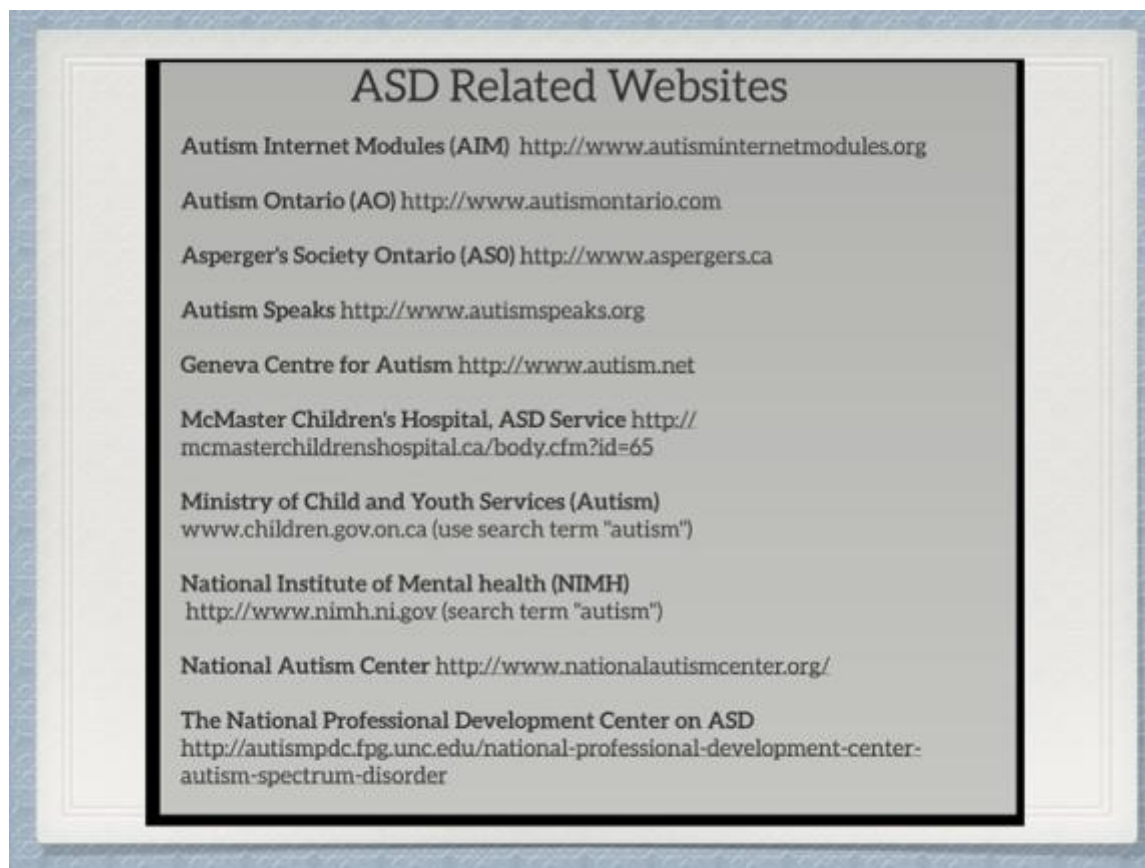 ASD Related Websites
Autism Internet Modules (AIM) http://www.autisminternetmodules.org
Autism Ontario (AO) http://www.autismontario.com
Asperger's Society Ontario (AS0) http://www.aspergers.ca
Autism Speaks http://www.autismspeaks.org
Geneva Centre for Autism http://www.autism.net
McMaster Children's Hospital, ASD Service http://
mcmasterchildrenshospital.ca/body.cfm?id=65
Ministry of Child and Youth Services (Autism)
www.children.gov.on.ca (use search term "autism")
National Institute of Mental health (NIMH)
http://www.nimh.ni.gov (search term "autism")
National Autism Center http://www.nationalautismcenter.org/
The National Professional Development Center on ASD
http://autismpdc.fpg.unc.edu/national-professional-development-center-
autism-spectrum-disorder